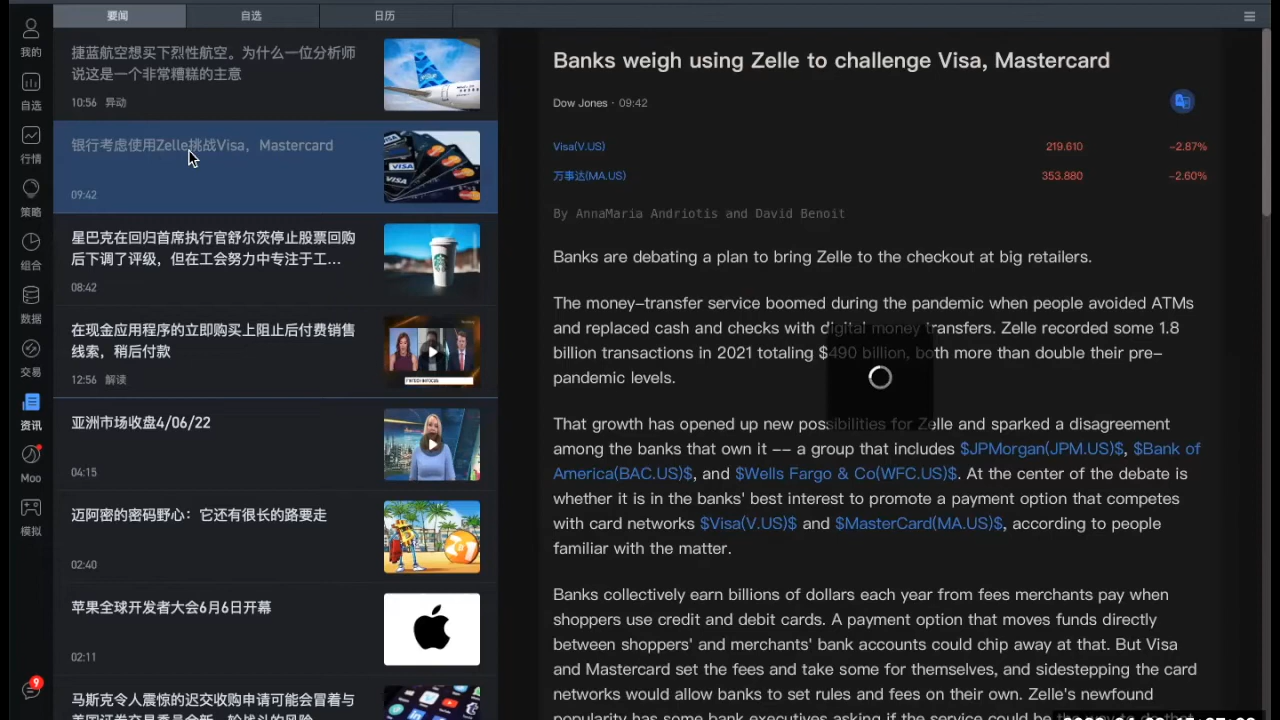 要闻
自选
日历
我的
自选
行情
策略
组合
数据
交易
资讯
Moo
模拟
9
捷蓝航空想买下烈性航空。为什么一位分析师
说这是一个非常糟糕的主意
10:56 异动
银行考虑使用Zelle挑战Visa，Mastercard
09:42
VISA
星巴克在回归首席执行官舒尔茨停止股票回购
后下调了评级，但在工会努力中专注于工...
08:42
在现金应用程序的立即购买上阻止后付费销售
线索，稍后付款
12:56 解读
亚洲市场收盘4/06/22
04:15
迈阿密的密码野心：它还有很长的路要走
02:40
苹果全球开发者大会6月6日开幕
02:11
马斯克令人震惊的迟交收购申请可能会冒着与
Banks weigh using Zelle to challenge Visa, Mastercard
Dow Jones · 09:42
Visa(V.US) 219.610 -2.87%
万事达(MA.US) 353.880 -2.60%
By AnnaMaria Andriotis and David Benoit
Banks are debating a plan to bring Zelle to the checkout at big retailers.
The money-transfer service boomed during the pandemic when people avoided ATMs
and replaced cash and checks with digital money transfers. Zelle recorded some 1.8
billion transactions in 2021 totaling $490 billion, both more than double their pre-
pandemic levels.
That growth has opened up new possibilities for Zelle and sparked a disagreement
among the banks that own it -- a group that includes $JPMorgan(JPM.US)$, $Bank of
America(BAC.US)$, and $Wells Fargo & Co(WFC.US)$. At the center of the debate is
whether it is in the banks' best interest to promote a payment option that competes
with card networks $Visa(V.US)$ and $MasterCard(MA.US)$, according to people
familiar with the matter.
Banks collectively earn billions of dollars each year from fees merchants pay when
shoppers use credit and debit cards. A payment option that moves funds directly
between shoppers' and merchants' bank accounts could chip away at that. But Visa
and Mastercard set the fees and take some for themselves, and sidestepping the card
networks would allow banks to set rules and fees on their own. Zelle's newfound
popularity has some bank executives asking if the service could be